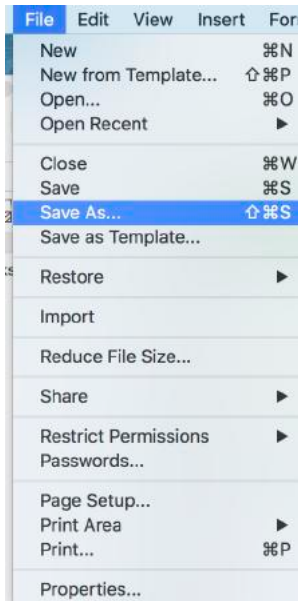 File Edit View Insert For
New ⌘N
New from Template... ⇧⌘P
Open... ⌘O
Open Recent ▶
Close ⌘W
Save ⌘S
Save As... ⇧⌘S
Save as Template...
Restore ▶
Import
Reduce File Size...
Share ▶
Restrict Permissions ▶
Passwords...
Page Setup...
Print Area ▶
Print... ⌘P
Properties...